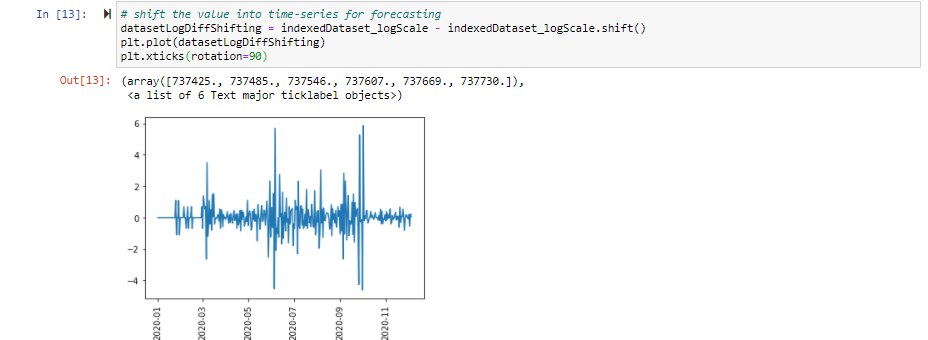 In [13]:
# shift the value into time-series for forecasting
datasetLogDiffShifting = indexedDataset_logScale - indexedDataset_logScale.shift()
plt.plot(datasetLogDiffShifting)
plt.xticks(rotation=90)
Out[13]:
(array([737425., 737485., 737546., 737607., 737669., 737730.]),
<a list of 6 Text major ticklabel objects>)
6
4
2
0
−2
−4
2020-01
2020-03
2020-05
2020-07
2020-09
2020-11